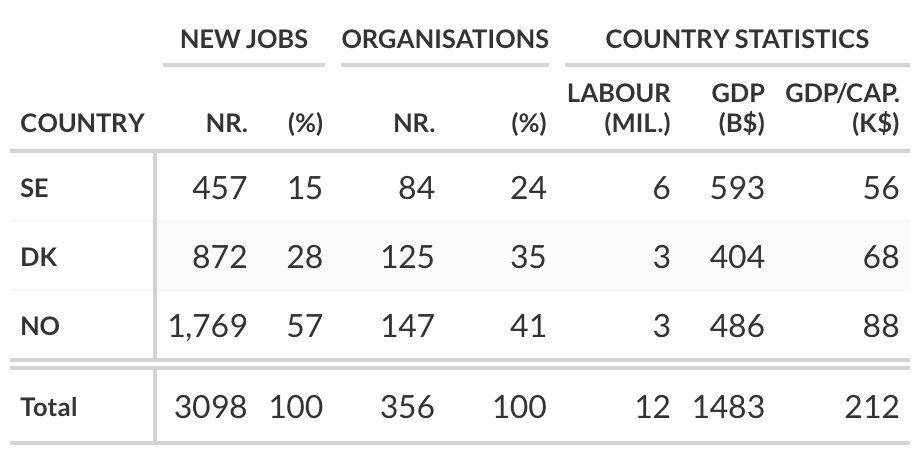 NEW JOBS ORGANISATIONS COUNTRY STATISTICS
LABOUR GDP GDP/CAP.
COUNTRY NR. (%) NR. (%) (MIL.) (B$) (K$)
SE 457 15 84 24 6 593 56
DK 872 28 125 35 3 404 68
NO 1,769 57 147 41 3 486 88
Total 3098 100 356 100 12 1483 212